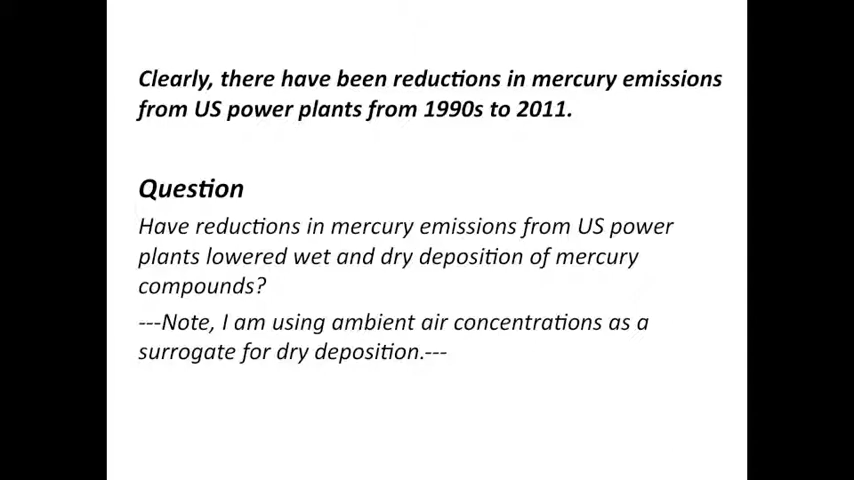 Clearly, there have been reductions in mercury emissions
from US power plants from 1990s to 2011.
Question
Have reductions in mercury emissions from US power
plants lowered wet and dry deposition of mercury
compounds?
---Note, I am using ambient air concentrations as a
surrogate for dry deposition.---